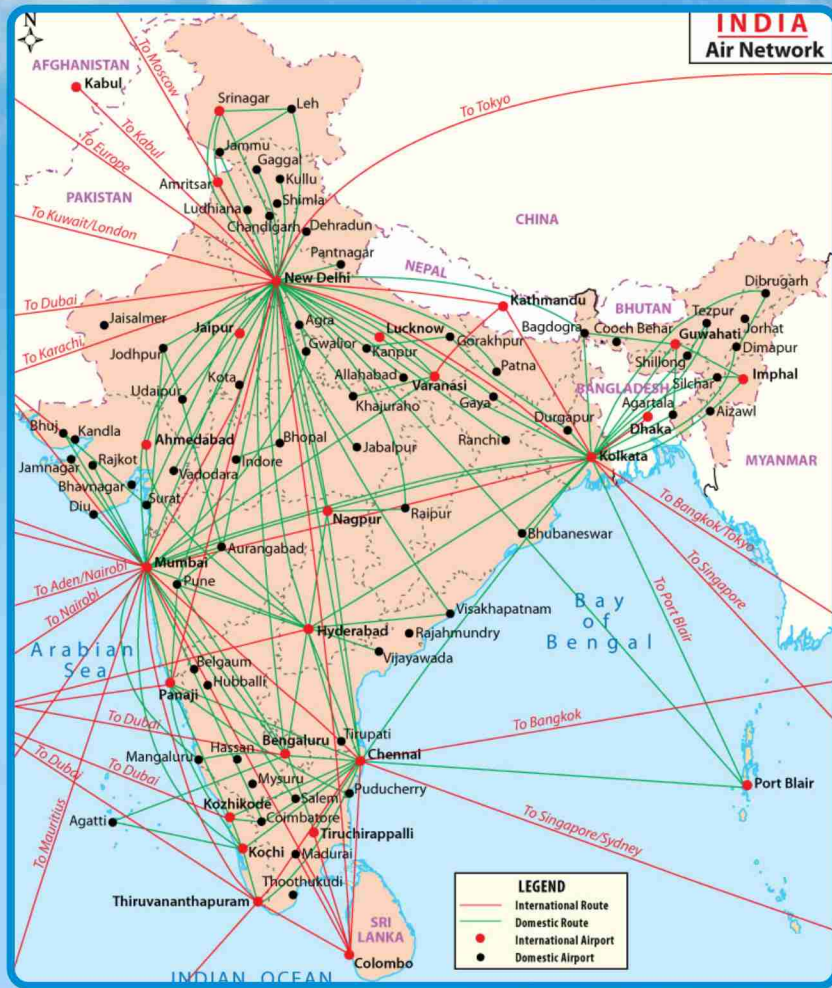 N
INDIA
Air Network
AFGHANISTAN
Kabul
To Moscow
Srinagar
Leh
To Tokyo
To Kabul
To Europe
Jammu
Gaggal
Kullu
PAKISTAN
Amritsar
Ludhiana
Shimla
Chandigarh
Dehradun
CHINA
To Kuwait/London
Pantnagar
NEPAL
New Delhi
Dibrugarh
To Dubai
Kathmandu
BHUTAN
Tezpur
Jaisalmer
Jaipur
Agra
Lucknow
Bagdogra
Cooch Behar
Guwahati
Jorhat
To Karachi
Jodhpur
Gwalior
Kanpur
Gorakhpur
Shillong
Dimapur
Udaipur
Kota
Allahabad
Varanasi
Patna
BANGLADESH
Silchar
Imphal
Khajuraho
Gaya
Agartala
Aizawl
Bhuj
Kandla
Ahmedabad
Bhopal
Jabalpur
Ranchi
Durgapur
Dhaka
Jamnagar
Rajkot
Vadodara
Indore
Kolkata
MYANMAR
Bhavnagar
Surat
Diu
Nagpur
Raipur
To Bangkok/Tokyo
Aurangabad
Bhubaneswar
To Singapore
Mumbai
Pune
To Aden/Nairobi
To Nairobi
To Port Blair
Visakhapatnam
Bay
of
Bengal
Arabian
Sea
Hyderabad
Rajahmundry
Vijayawada
Belgaum
Hubballi
Panaji
To Dubai
Bengaluru
Tirupati
To Bangkok
Mangaluru
Hassan
Chennal
To Dubai
To Dubai
Mysuru
Puducherry
Port Blair
Kozhikode
Salem
Coimbatore
To Mauritius
Agatti
Tiruchirappalli
To Singapore/Sydney
Kochi
Madurai
Thoothukudi
Thiruvananthapuram
SRI
LANKA
Colombo
INDIAN OCEAN
LEGEND
International Route
Domestic Route
International Airport
Domestic Airport